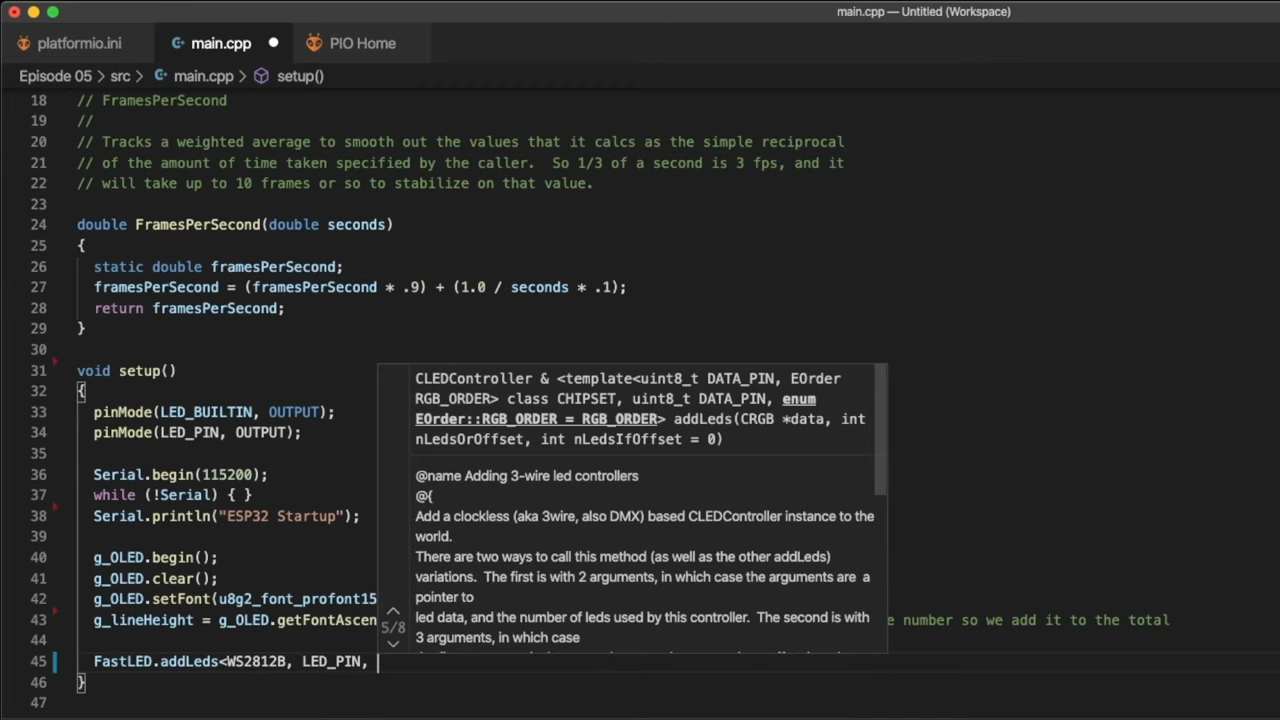 main.cpp — Untitled (Workspace)
platformio.ini
main.cpp
PIO Home
Episode 05 > src > main.cpp > setup()
18 // FramesPerSecond
19 //
20 // Tracks a weighted average to smooth out the values that it calcs as the simple reciprocal
21 // of the amount of time taken specified by the caller.  So 1/3 of a second is 3 fps, and it
22 // will take up to 10 frames or so to stabilize on that value.
23
24 double FramesPerSecond(double seconds)
25 {
26 static double framesPerSecond;
27 framesPerSecond = (framesPerSecond * .9) + (1.0 / seconds * .1);
28 return framesPerSecond;
29 }
30
31 void setup()
32 {
33 pinMode(LED_BUILTIN, OUTPUT);
34 pinMode(LED_PIN, OUTPUT);
35
36 Serial.begin(115200);
37 while (!Serial) { }
38 Serial.println("ESP32 Startup");
39
40 g_OLED.begin();
41 g_OLED.clear();
42 g_OLED.setFont(u8g2_font_profont15
43 g_lineHeight = g_OLED.getFontAscen e number so we add it to the total
44
45 FastLED.addLeds<WS2812B, LED_PIN,
46 }
47
CLEDController & <template<uint8_t DATA_PIN, EOrder
RGB_ORDER> class CHIPSET, uint8_t DATA_PIN, enum
EOrder::RGB_ORDER = RGB_ORDER> addLeds(CRGB *data, int
nLedsOrOffset, int nLedsIfOffset = 0)
@name Adding 3-wire led controllers
@{
Add a clockless (aka 3wire, also DMX) based CLEDController instance to the
world.
There are two ways to call this method (as well as the other addLeds)
variations.  The first is with 2 arguments, in which case the arguments are  a
pointer to
led data, and the number of leds used by this controller.  The second is with
3 arguments, in which case
5/8